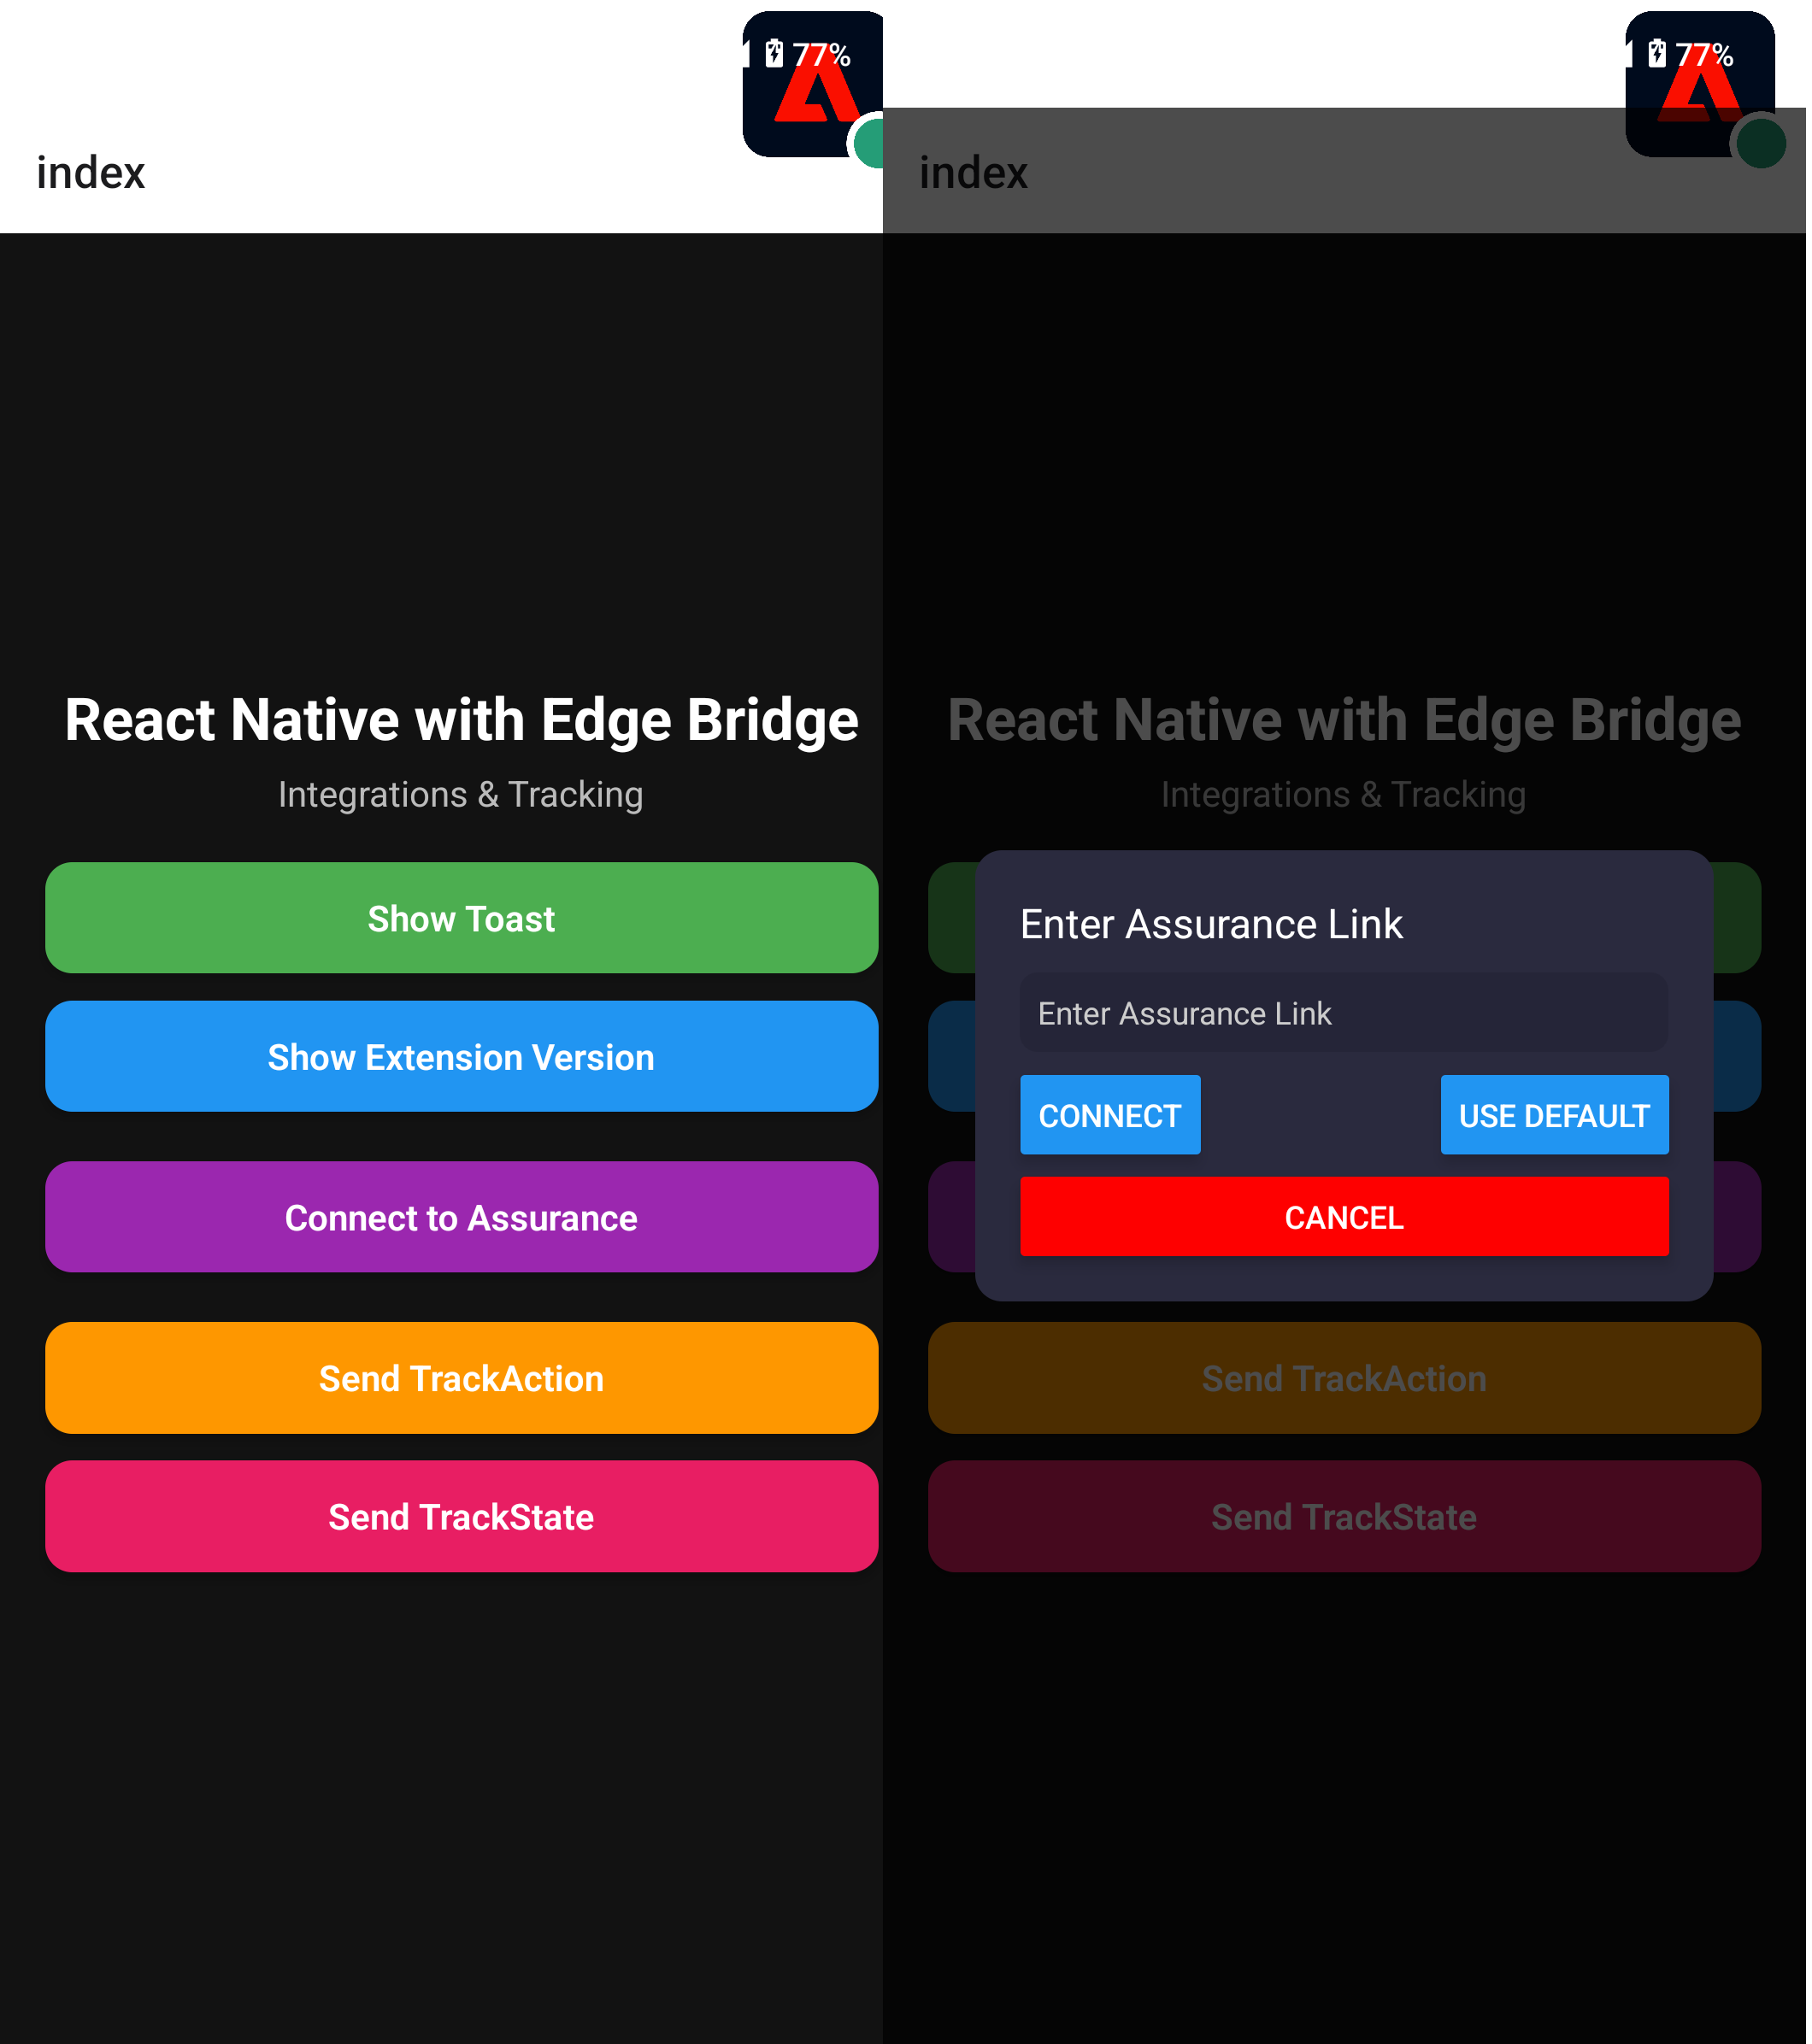 77%
index
React Native with Edge Bridge
Integrations & Tracking
Show Toast
Show Extension Version
Connect to Assurance
Send TrackAction
Send TrackState
77%
index
React Native with Edge Bridge
Integrations & Tracking
Enter Assurance Link
Enter Assurance Link
CONNECT
USE DEFAULT
CANCEL
Send TrackAction
Send TrackState